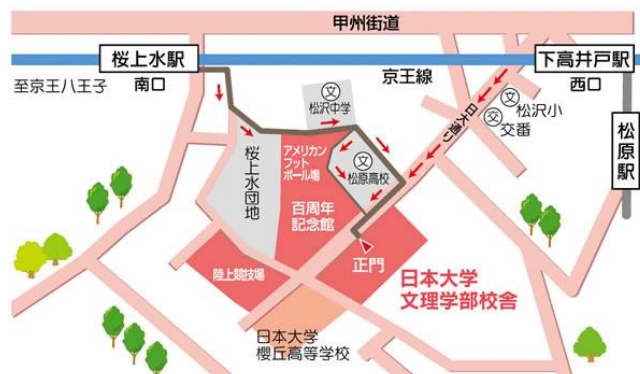 甲州街道
桜上水駅
下高井戸駅
至京王八王子
南口
京王線
西口
文
松沢中学
日大通り
文
松沢小
交
交番
松原駅
アメリカン
フット
ボール場
文
松原高校
桜上水団地
百周年
記念館
正門
陸上競技場
日本大学
文理学部校舎
日本大学
櫻丘高等学校